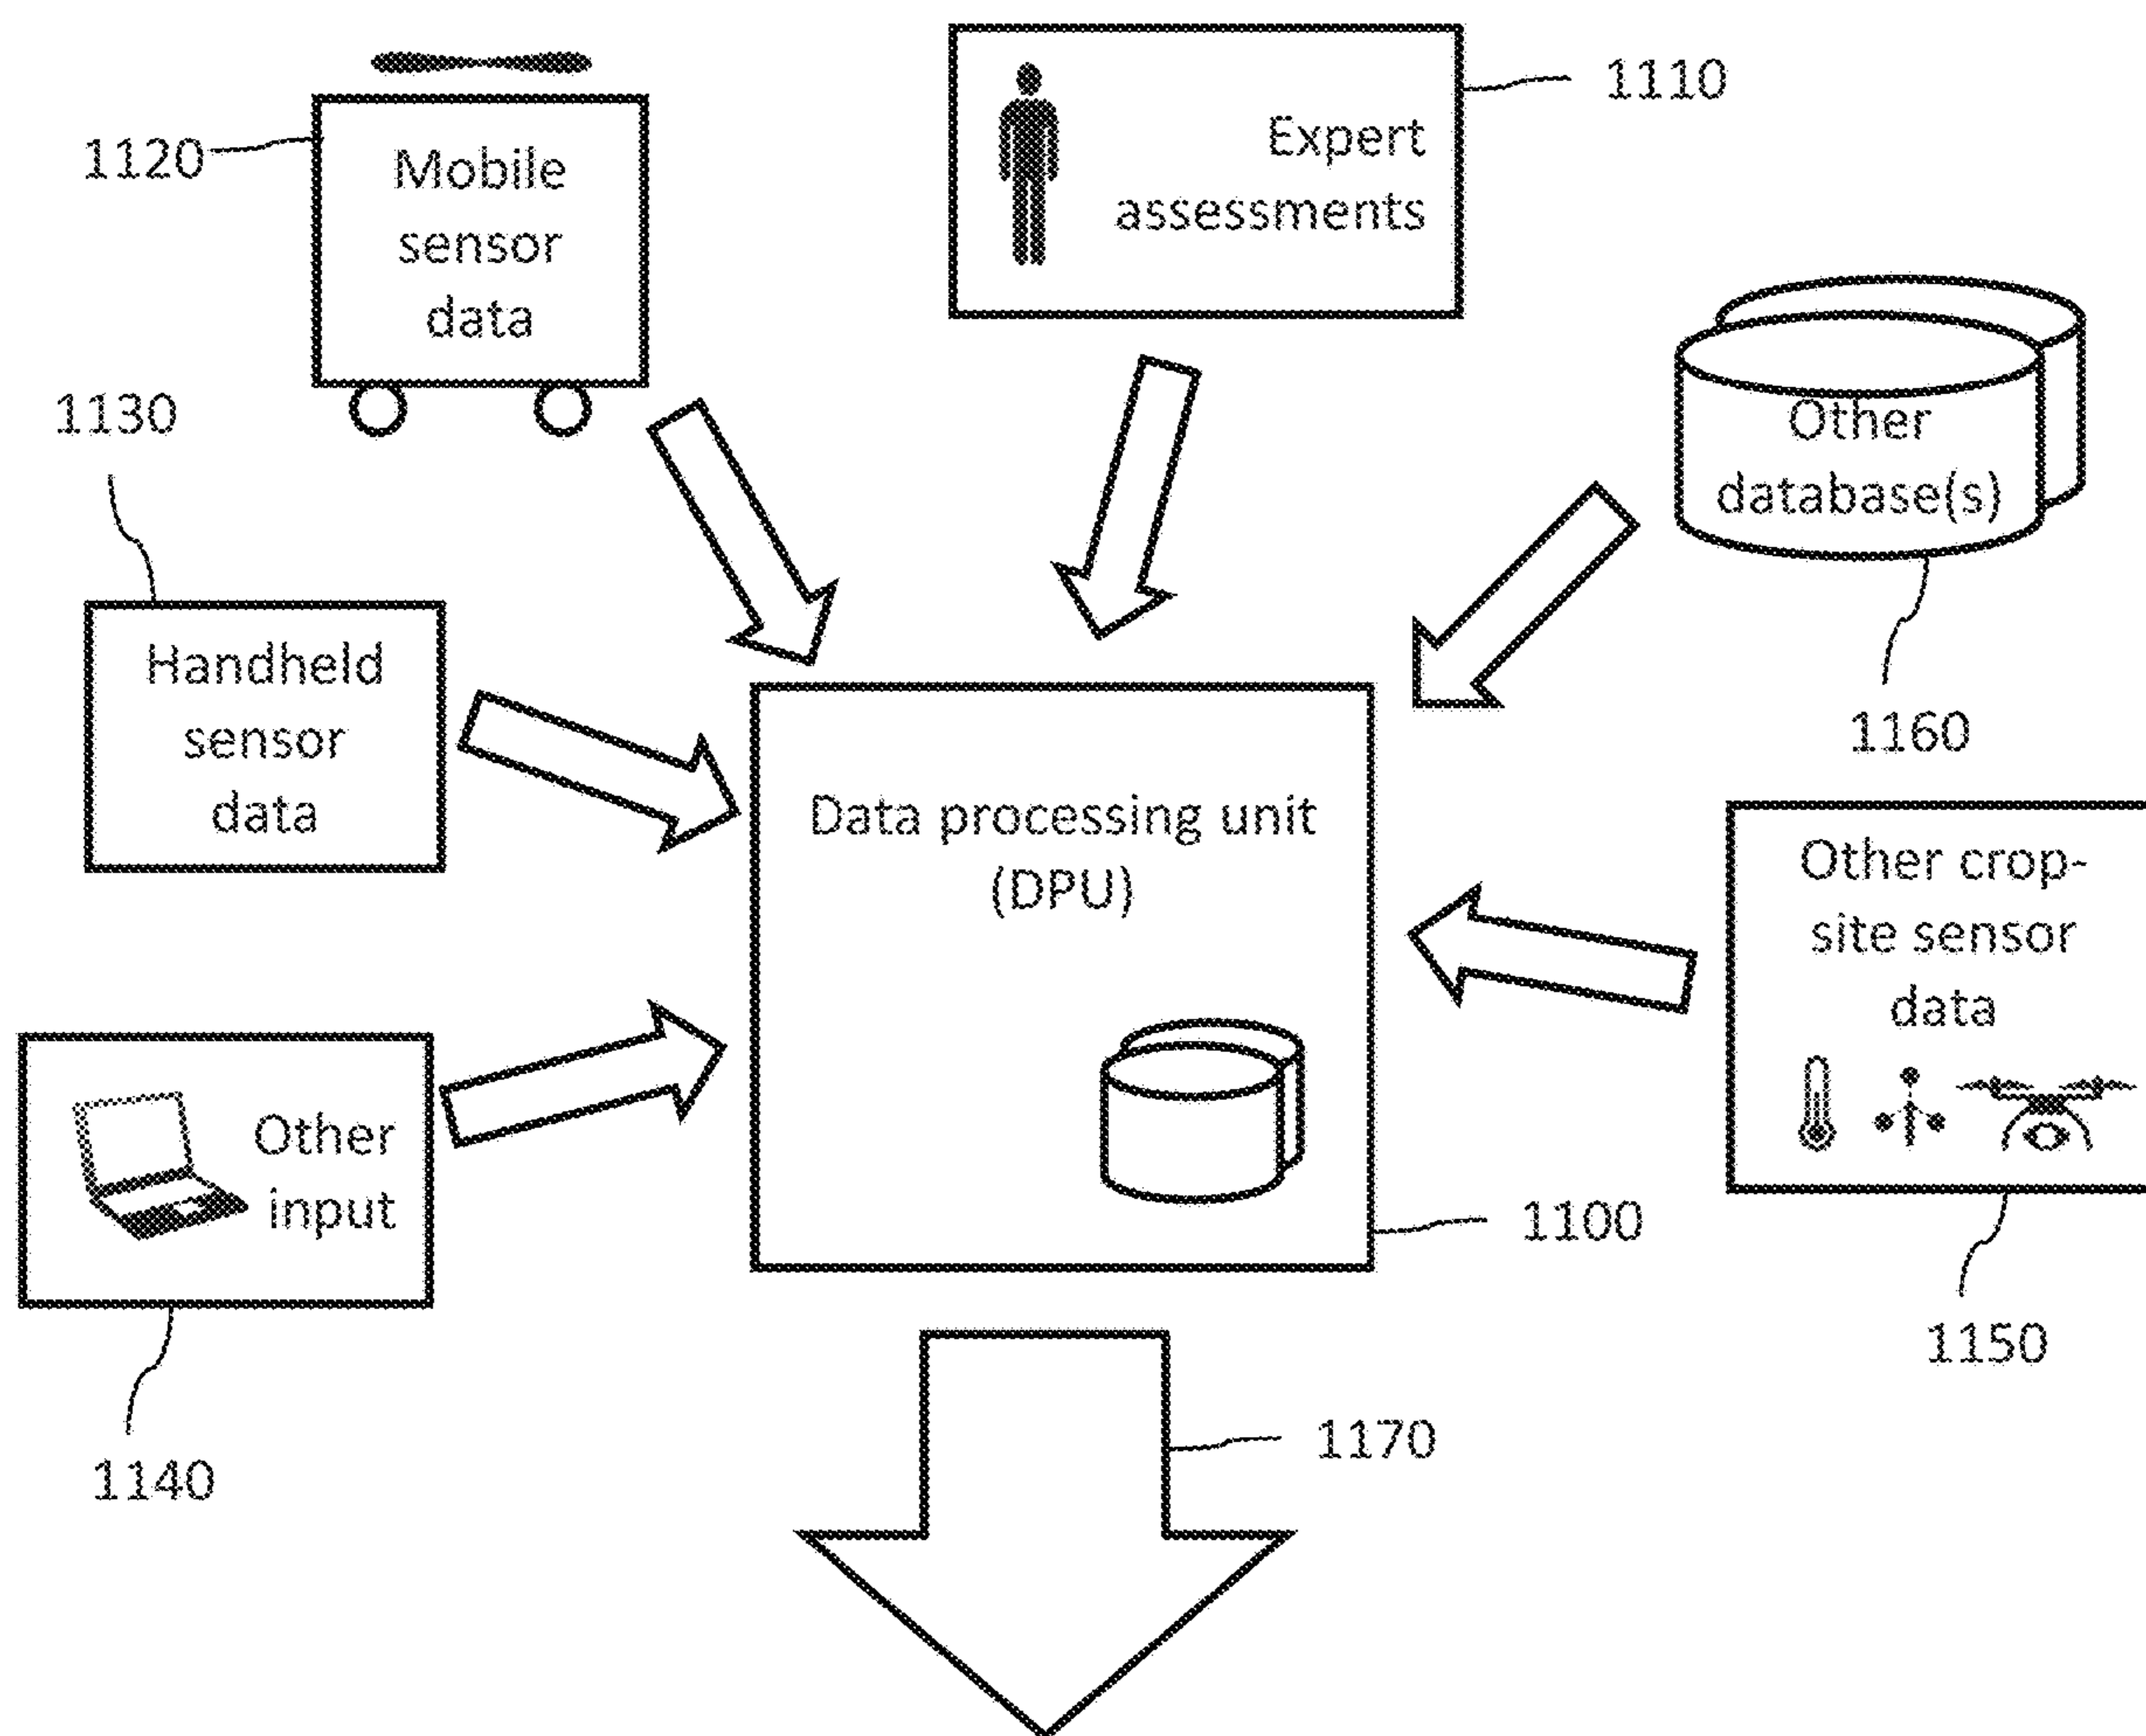 1110
Expert
assessments
1120
Mobile
sensor
data
Other
database(s)
1160
1130
Handheld
sensor
data
Data processing unit
(DPU)
1100
Other crop-
site sensor
data
1150
Other
input
1140
1170